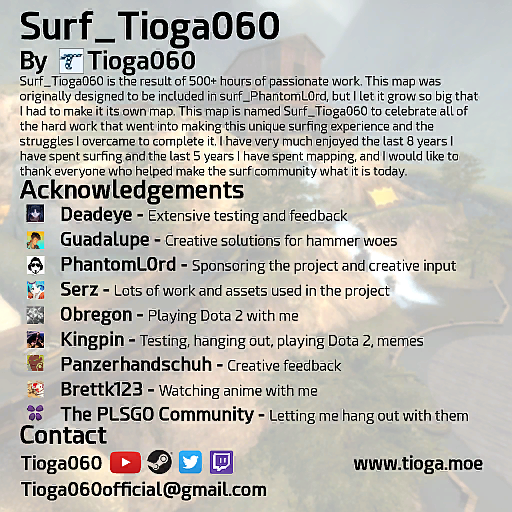 Surf_Tioga060
By Tioga060
Surf_Tioga060 is the result of 500+ hours of passionate work. This map was
originally designed to be included in surf_PhantomL0rd, but I let it grow so big that
I had to make it its own map. This map is named Surf_Tioga060 to celebrate all of
the hard work that went into making this unique surfing experience and the
struggles I overcame to complete it. I have very much enjoyed the last 8 years I
have spent surfing and the last 5 years I have spent mapping, and I would like to
thank everyone who helped make the surf community what it is today.
Acknowledgements
Deadeye - Extensive testing and feedback
Guadalupe - Creative solutions for hammer woes
PhantomL0rd - Sponsoring the project and creative input
Serz - Lots of work and assets used in the project
Obregon - Playing Dota 2 with me
Kingpin - Testing, hanging out, playing Dota 2, memes
Panzerhandschuh - Creative feedback
Brettk123 - Watching anime with me
The PLSGO Community - Letting me hang out with them
Contact
Tioga060 www.tioga.moe
Tioga060official@gmail.com